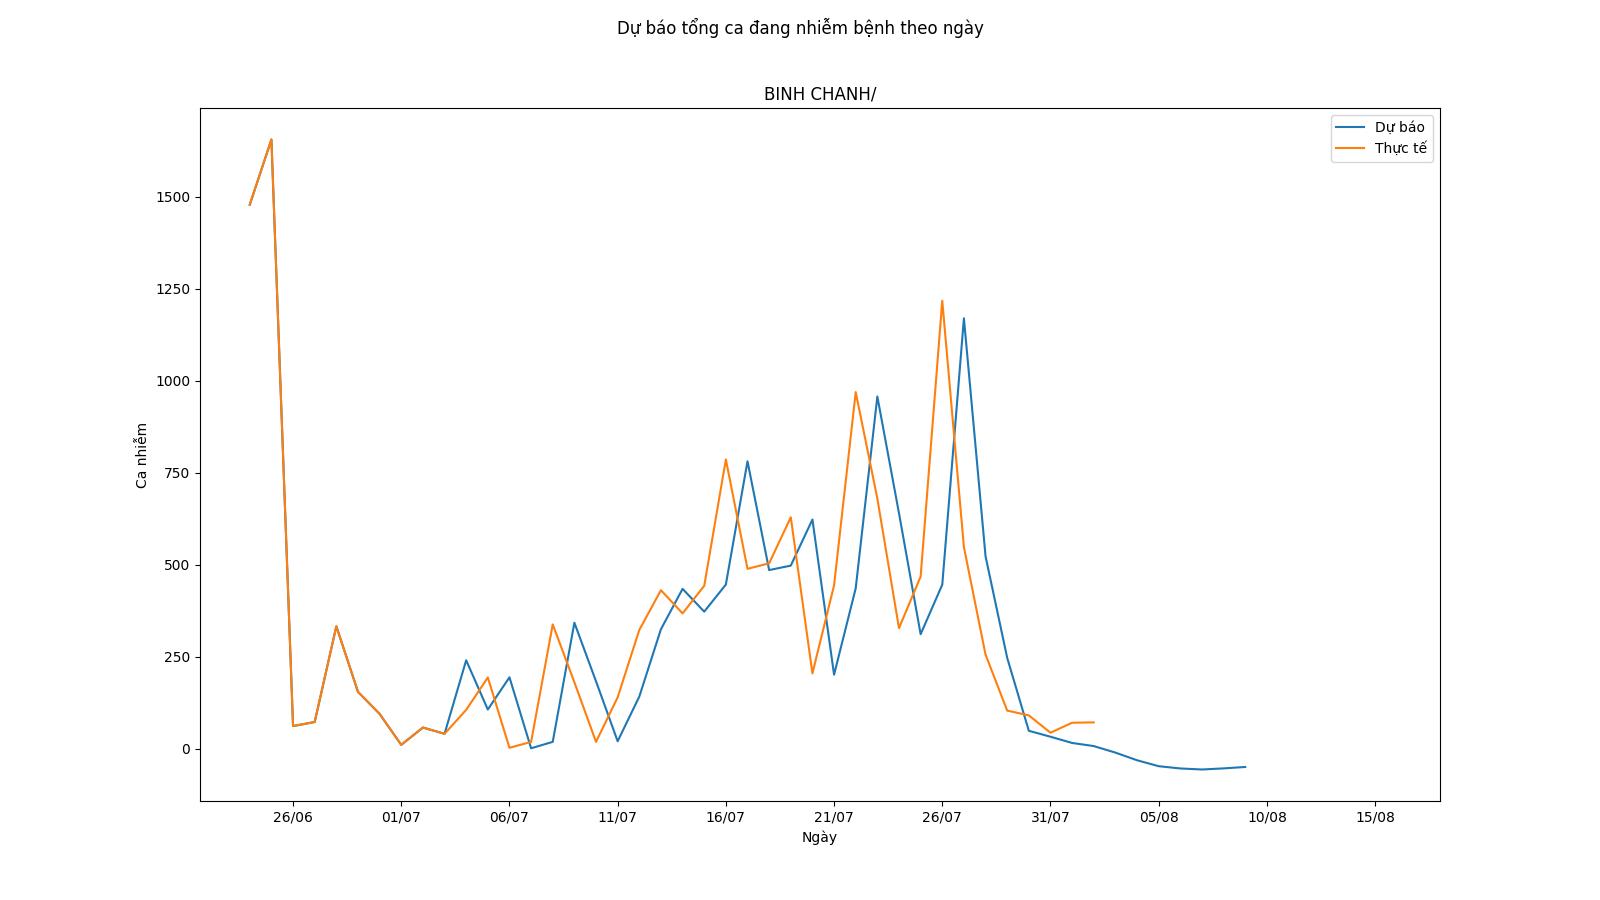 Dự báo tổng ca đang nhiễm bệnh theo ngày
BINH CHANH/
Dự báo
Thực tế
1500
1250
1000
750
500
250
0
Ca nhiễm
26/06 01/07 06/07 11/07 16/07 21/07 26/07 31/07 05/08 10/08 15/08
Ngày